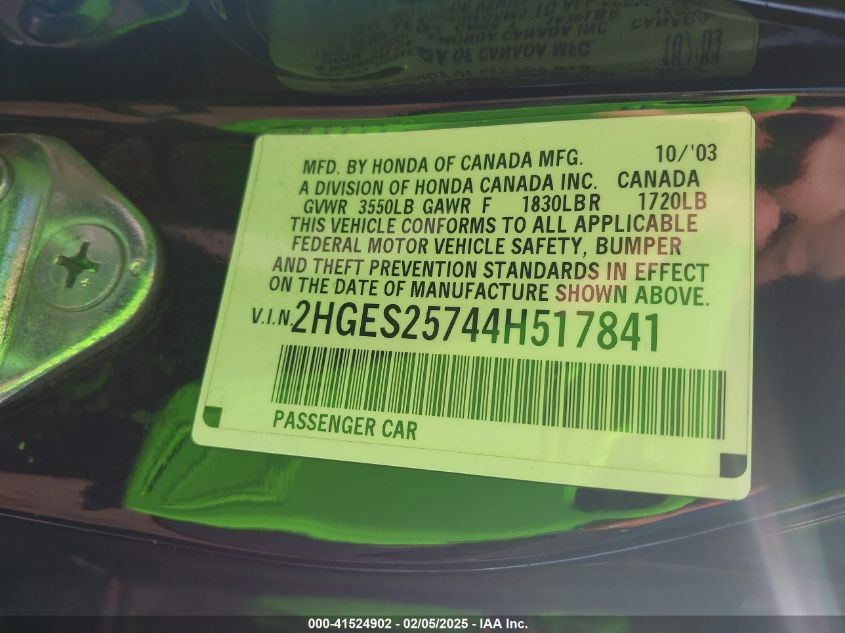 MFD. BY HONDA OF CANADA MFG. 10/'03
A DIVISION OF HONDA CANADA INC. CANADA
GVWR 3550LB GAWR F 1830LB R 1720LB
THIS VEHICLE CONFORMS TO ALL APPLICABLE
FEDERAL MOTOR VEHICLE SAFETY, BUMPER
AND THEFT PREVENTION STANDARDS IN EFFECT
ON THE DATE OF MANUFACTURE SHOWN ABOVE.
V.I.N. 2HGES25744H517841
PASSENGER CAR
000-41524902 - 02/05/2025 - IAA Inc.